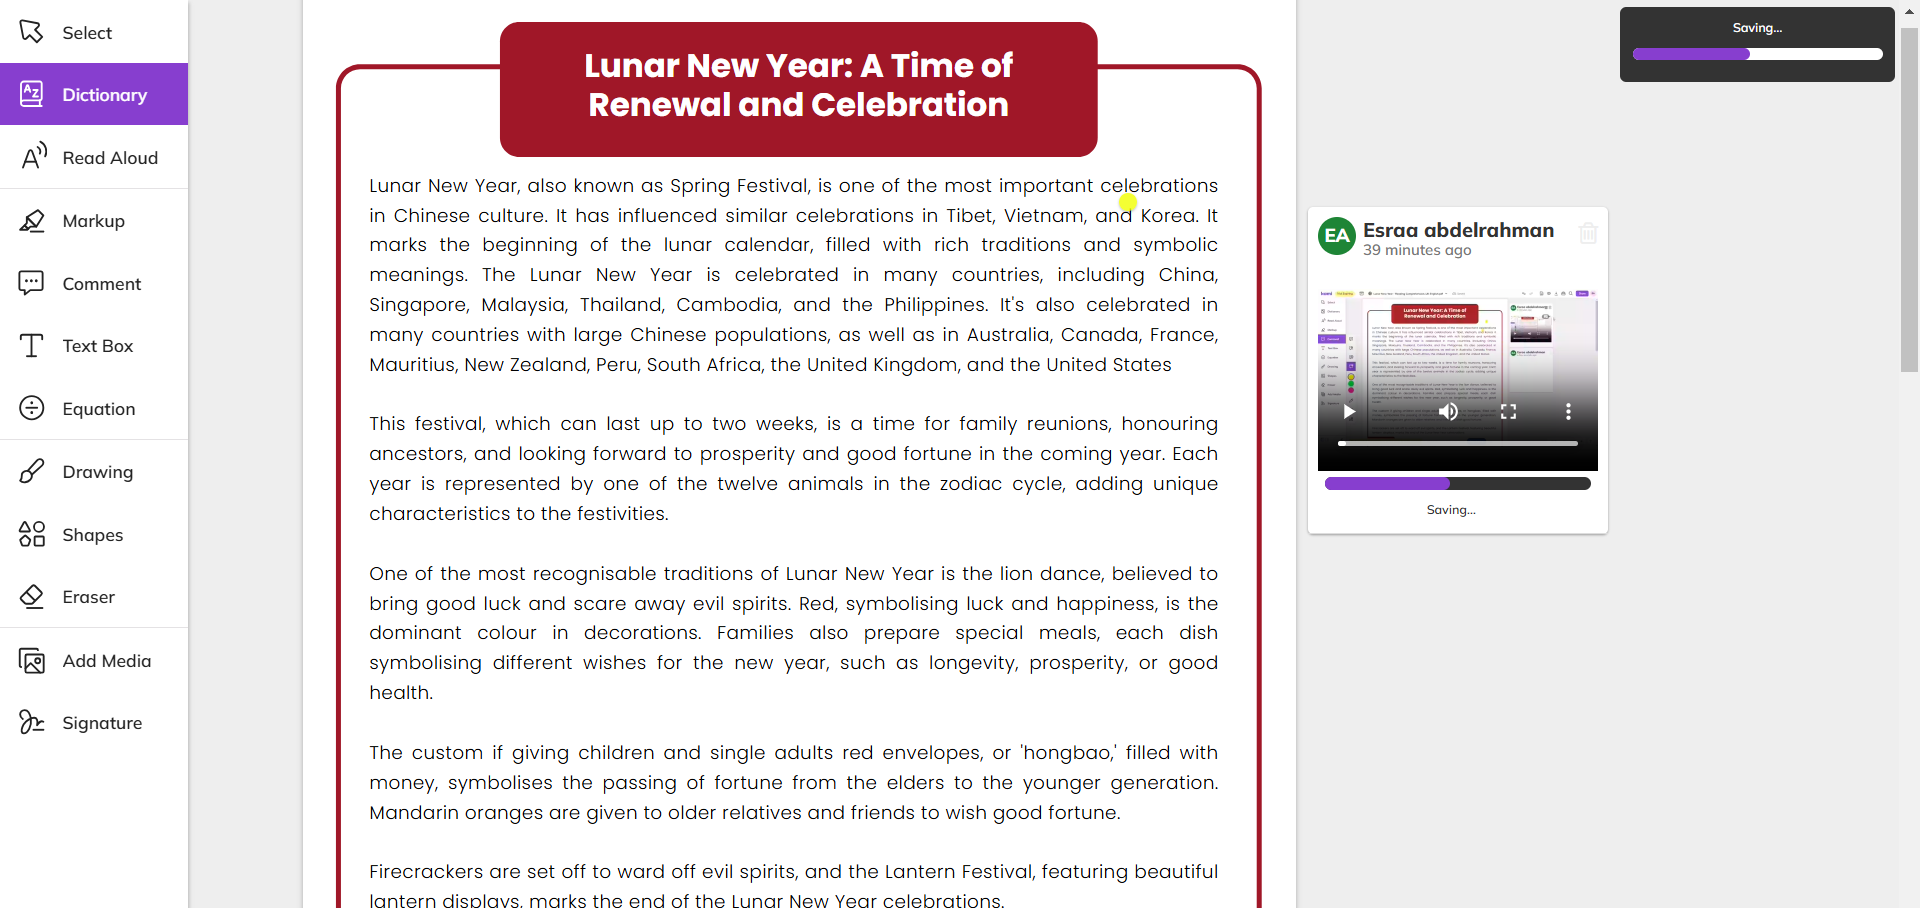 Select
Dictionary
Read Aloud
Markup
Comment
Text Box
Equation
Drawing
Shapes
Eraser
Add Media
Signature
Lunar New Year: A Time of
Renewal and Celebration
Lunar New Year, also known as Spring Festival, is one of the most important celebrations
in Chinese culture. It has influenced similar celebrations in Tibet, Vietnam, and Korea. It
marks the beginning of the lunar calendar, filled with rich traditions and symbolic
meanings. The Lunar New Year is celebrated in many countries, including China,
Singapore, Malaysia, Thailand, Cambodia, and the Philippines. It's also celebrated in
many countries with large Chinese populations, as well as in Australia, Canada, France,
Mauritius, New Zealand, Peru, South Africa, the United Kingdom, and the United States
This festival, which can last up to two weeks, is a time for family reunions, honouring
ancestors, and looking forward to prosperity and good fortune in the coming year. Each
year is represented by one of the twelve animals in the zodiac cycle, adding unique
characteristics to the festivities.
One of the most recognisable traditions of Lunar New Year is the lion dance, believed to
bring good luck and scare away evil spirits. Red, symbolising luck and happiness, is the
dominant colour in decorations. Families also prepare special meals, each dish
symbolising different wishes for the new year, such as longevity, prosperity, or good
health.
The custom if giving children and single adults red envelopes, or 'hongbao,' filled with
money, symbolises the passing of fortune from the elders to the younger generation.
Mandarin oranges are given to older relatives and friends to wish good fortune.
Firecrackers are set off to ward off evil spirits, and the Lantern Festival, featuring beautiful
lantern displays, marks the end of the Lunar New Year celebrations.
Saving...
EA
Esraa abdelrahman
39 minutes ago
Lunar New Year: A Time of
Renewal and Celebration
Saving...